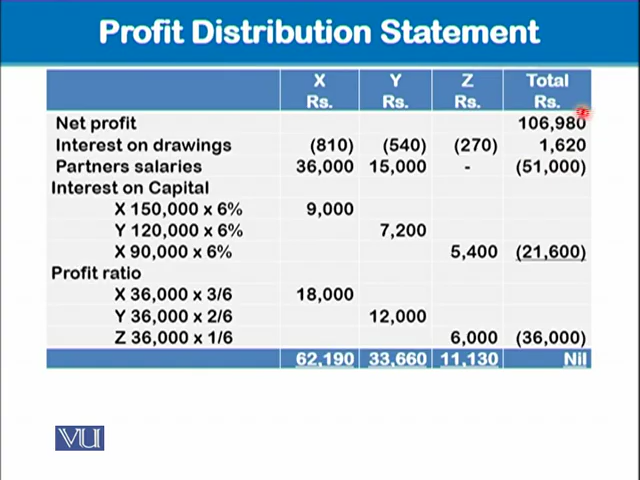 Profit Distribution Statement
X Y Z Total
Rs. Rs. Rs. Rs.
Net profit 106,980
Interest on drawings (810) (540) (270) 1,620
Partners salaries 36,000 15,000 - (51,000)
Interest on Capital
X 150,000 x 6% 9,000
Y 120,000 x 6% 7,200
X 90,000 x 6% 5,400 (21,600)
Profit ratio
X 36,000 x 3/6 18,000
Y 36,000 x 2/6 12,000
Z 36,000 x 1/6 6,000 (36,000)
62,190 33,660 11,130 Nil
VU